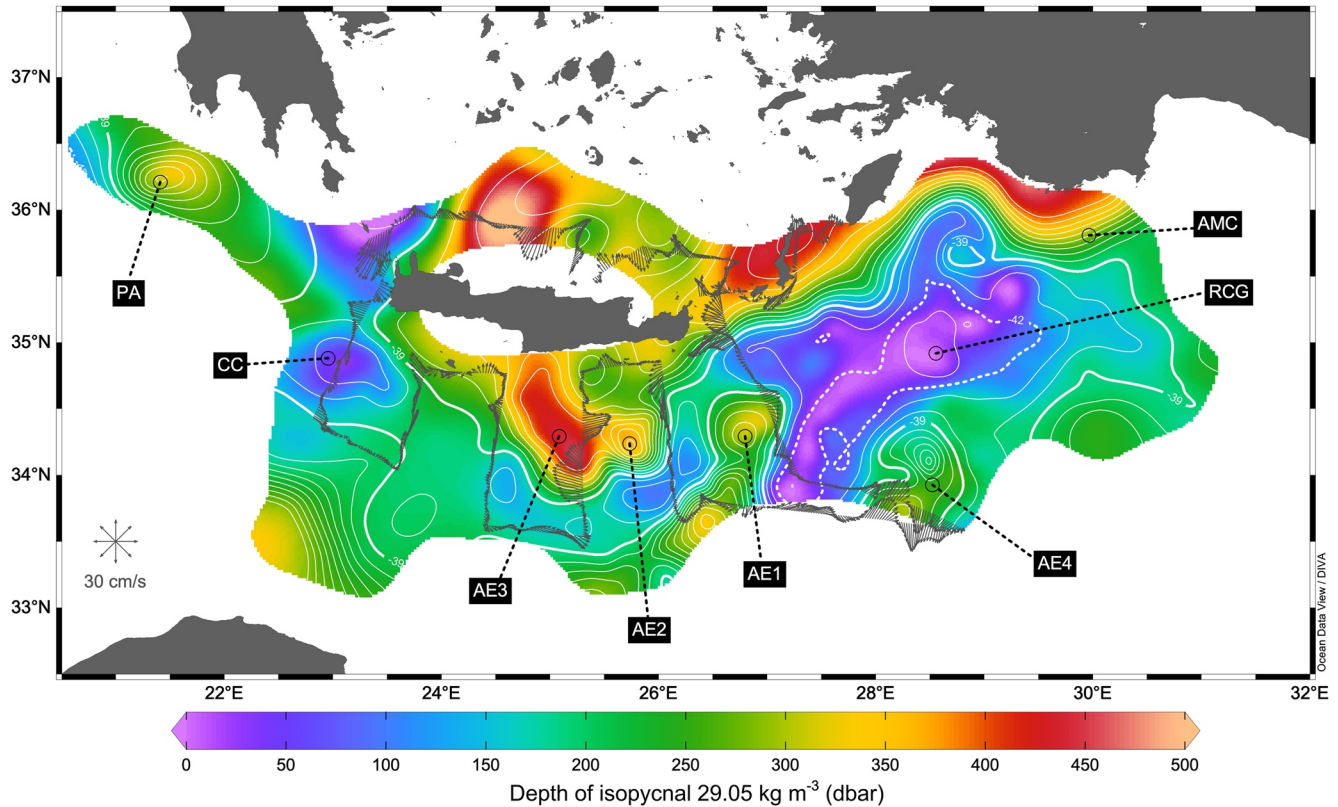 37°N
36°N
35°N
34°N
33°N
22°E
24°E
26°E
28°E
30°E
32°E
PA
CC
AE3
AE2
AE1
AE4
AMC
RCG
-39
-42
-39
-39
-39
-39
-39
30 cm/s
Ocean Data View / DIVA
0
50
100
150
200
250
300
350
400
450
500
Depth of isopycnal 29.05 kg m⁻³ (dbar)